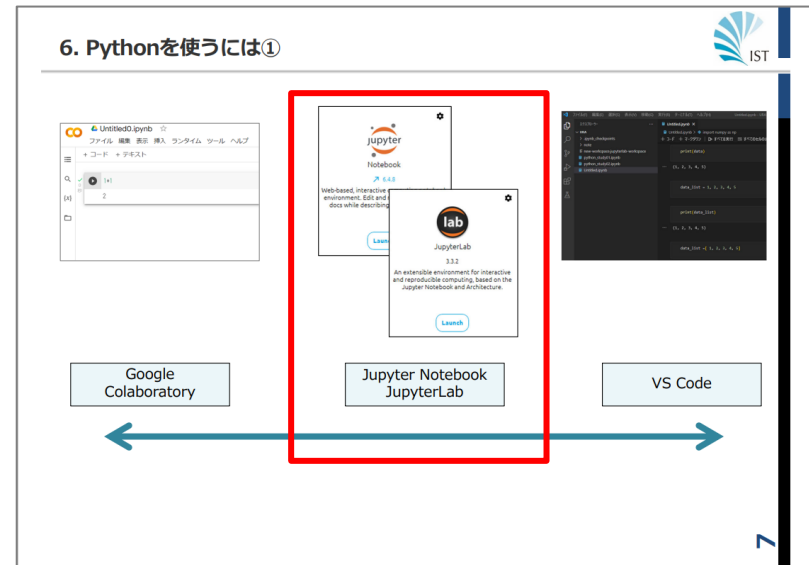 6. Pythonを使うには①
IST
Untitled0.ipynb ☆
ファイル 編集 表示 挿入 ランタイム ツール ヘルプ
+ コード + テキスト
2
jupyter
Notebook
6.4.8
Web-based, interactive
environment. Edit and
docs while describing
lab
JupyterLab
3.3.2
An extensible environment for interactive
and reproducible computing, based on the
Jupyter Notebook and Architecture.
Launch
Untitled.ipynb
print(data)
data_list = 1, 2, 3, 4, 5
print(data_list)
data_list =[ 1, 2, 3, 4, 5]
Google
Colaboratory
Jupyter Notebook
JupyterLab
VS Code
7